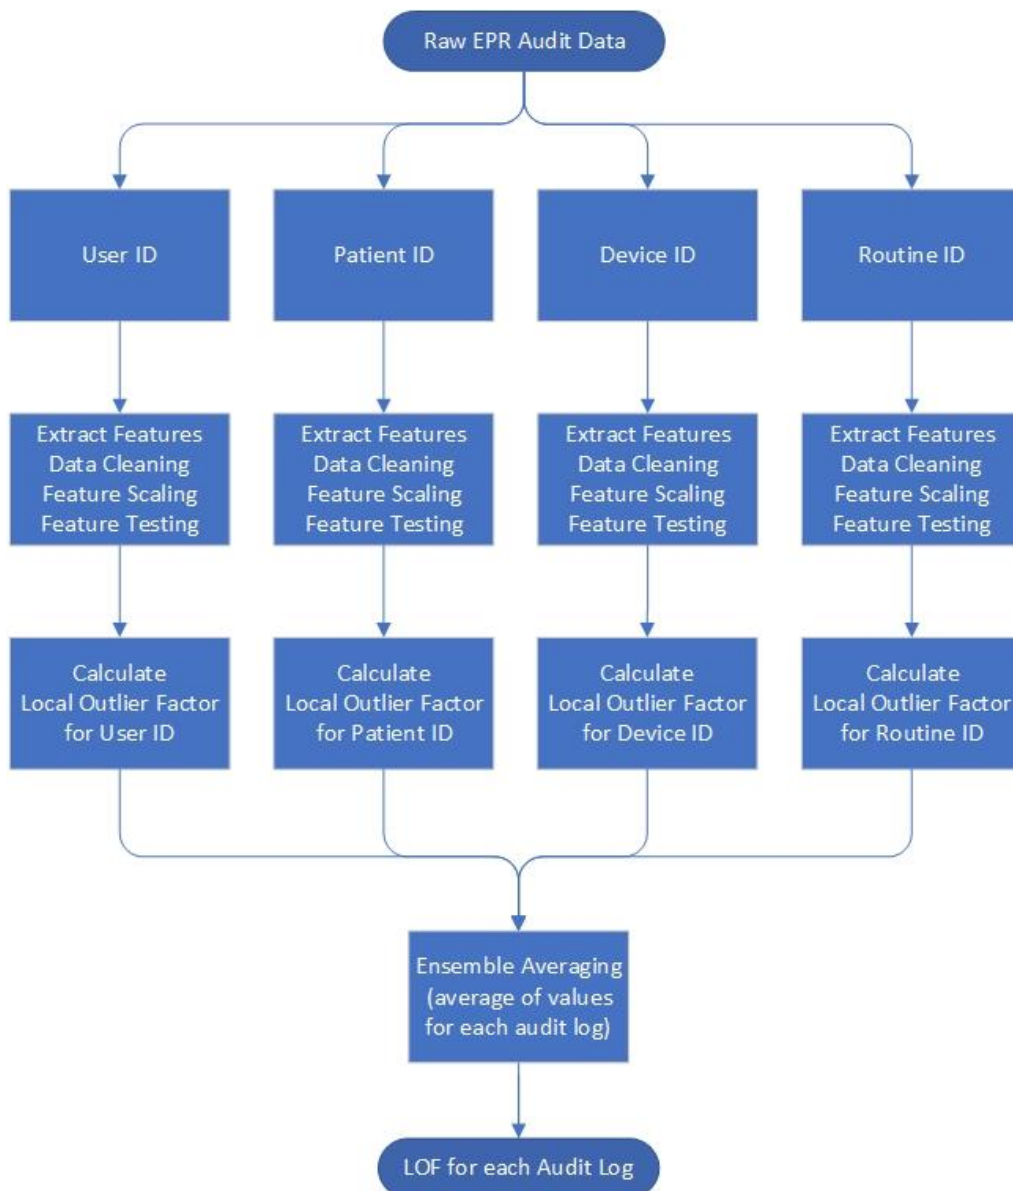 Raw EPR Audit Data
User ID
Patient ID
Device ID
Routine ID
Extract Features
Data Cleaning
Feature Scaling
Feature Testing
Extract Features
Data Cleaning
Feature Scaling
Feature Testing
Extract Features
Data Cleaning
Feature Scaling
Feature Testing
Extract Features
Data Cleaning
Feature Scaling
Feature Testing
Calculate
Local Outlier Factor
for User ID
Calculate
Local Outlier Factor
for Patient ID
Calculate
Local Outlier Factor
for Device ID
Calculate
Local Outlier Factor
for Routine ID
Ensemble Averaging
(average of values
for each audit log)
LOF for each Audit Log